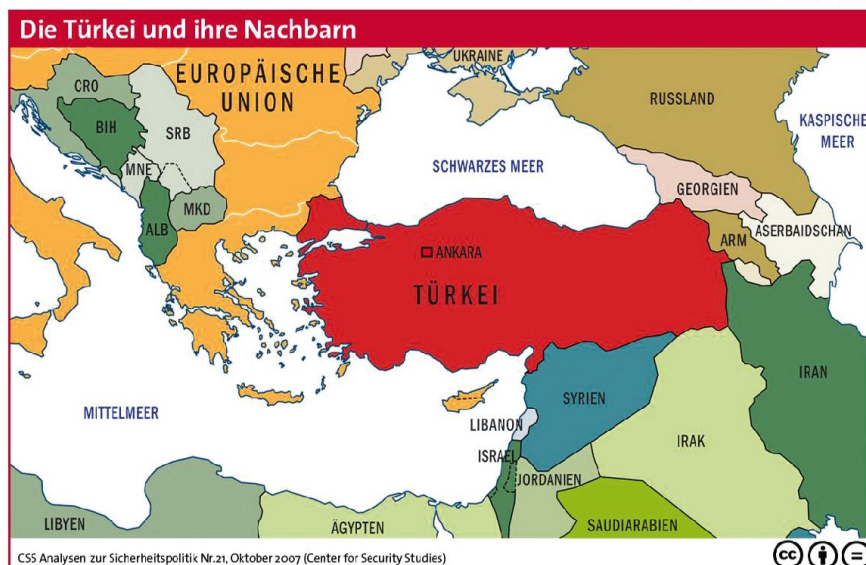 Die Türkei und ihre Nachbarn
UKRAINE
CRO
EUROPÄISCHE
UNION
RUSSLAND
BIH
SRB
KASPISCHE
MEER
MNE
SCHWARZES MEER
GEORGIEN
MKD
ALB
ASERBAIDSCHAN
ARM
ANKARA
TÜRKEI
IRAN
SYRIEN
MITTELMEER
LIBANON
IRAK
ISRAEL
JORDANIEN
LIBYEN
ÄGYPTEN
SAUDIARABIEN
CSS Analysen zur Sicherheitspolitik Nr.21, Oktober 2007 (Center for Security Studies)
cc